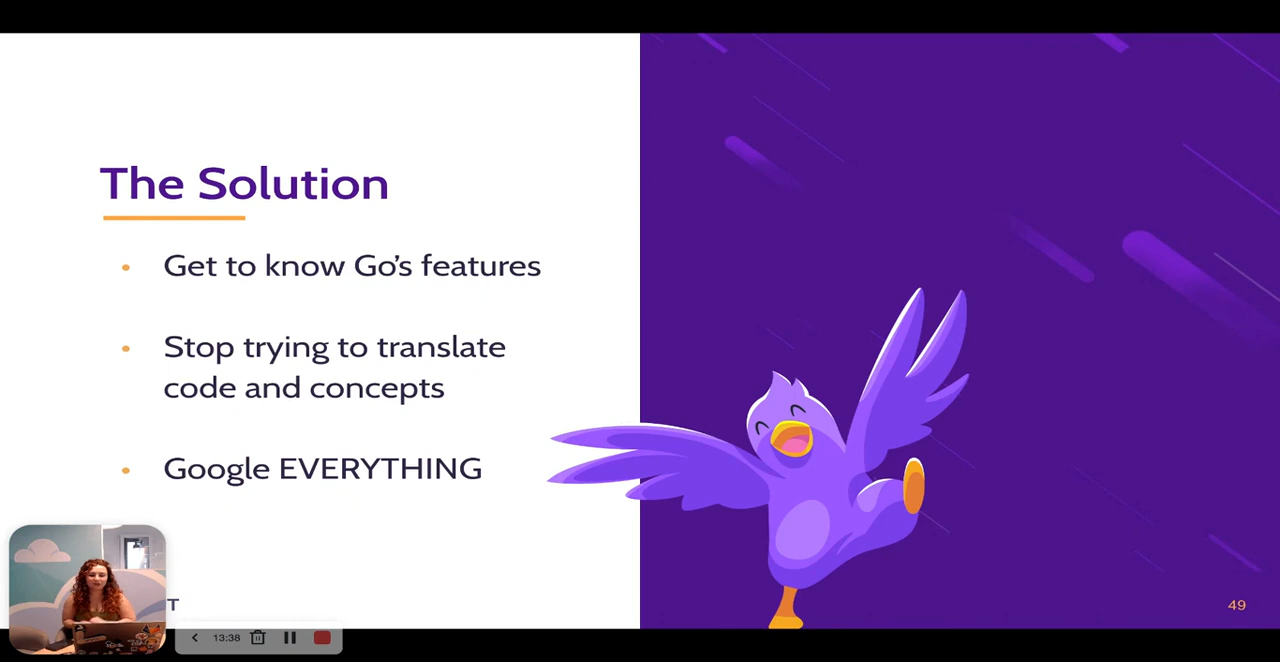 The Solution
• Get to know Go's features
• Stop trying to translate
code and concepts
• Google EVERYTHING
T
13:38
49